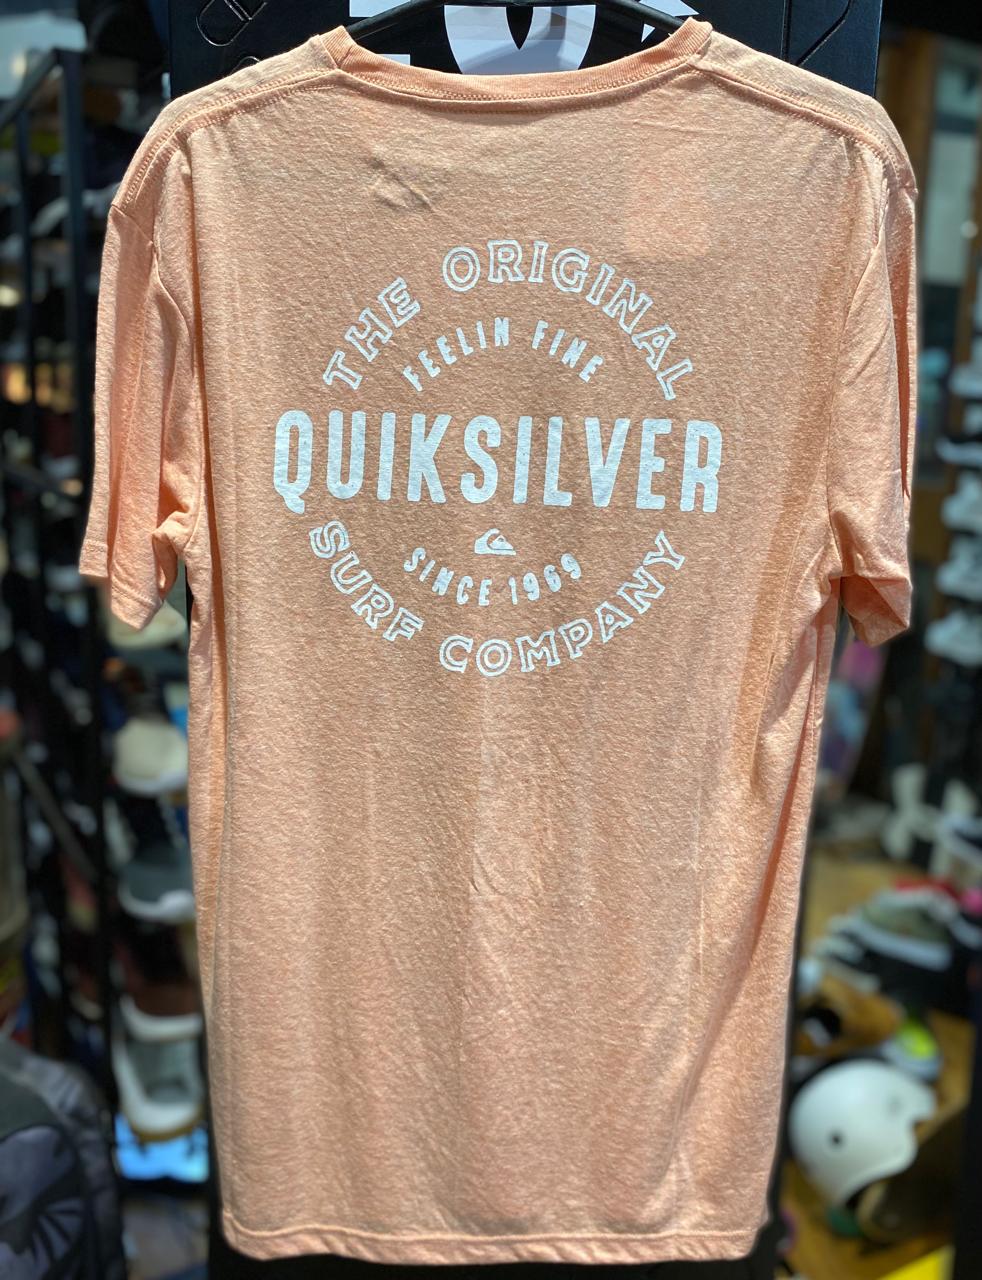 THE ORIGINAL
FEELIN FINE
QUIKSILVER
SINCE 1969
SURF COMPANY